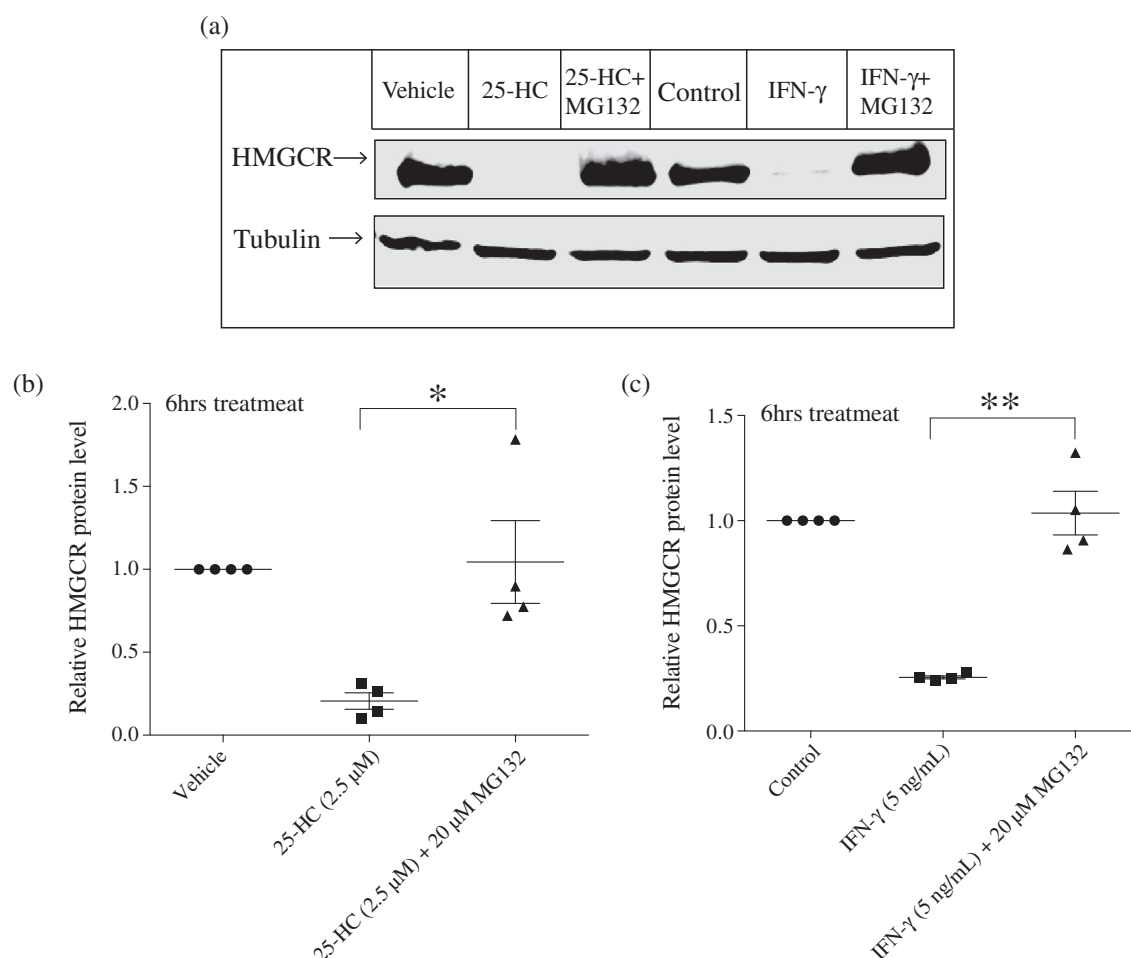 (a)
Vehicle
25-HC
25-HC+
MG132
Control
IFN-γ
IFN-γ+
MG132
HMGCR→
Tubulin →
(b)
6hrs treatmeat
*
Relative HMGCR protein level
2.0
1.5
1.0
0.5
0.0
Vehicle
25-HC (2.5 μM)
25-HC (2.5 μM) + 20 μM MG132
(c)
6hrs treatmeat
**
Relative HMGCR protein level
1.5
1.0
0.5
0.0
Control
IFN-γ (5 ng/mL)
IFN-γ (5 ng/mL) + 20 μM MG132